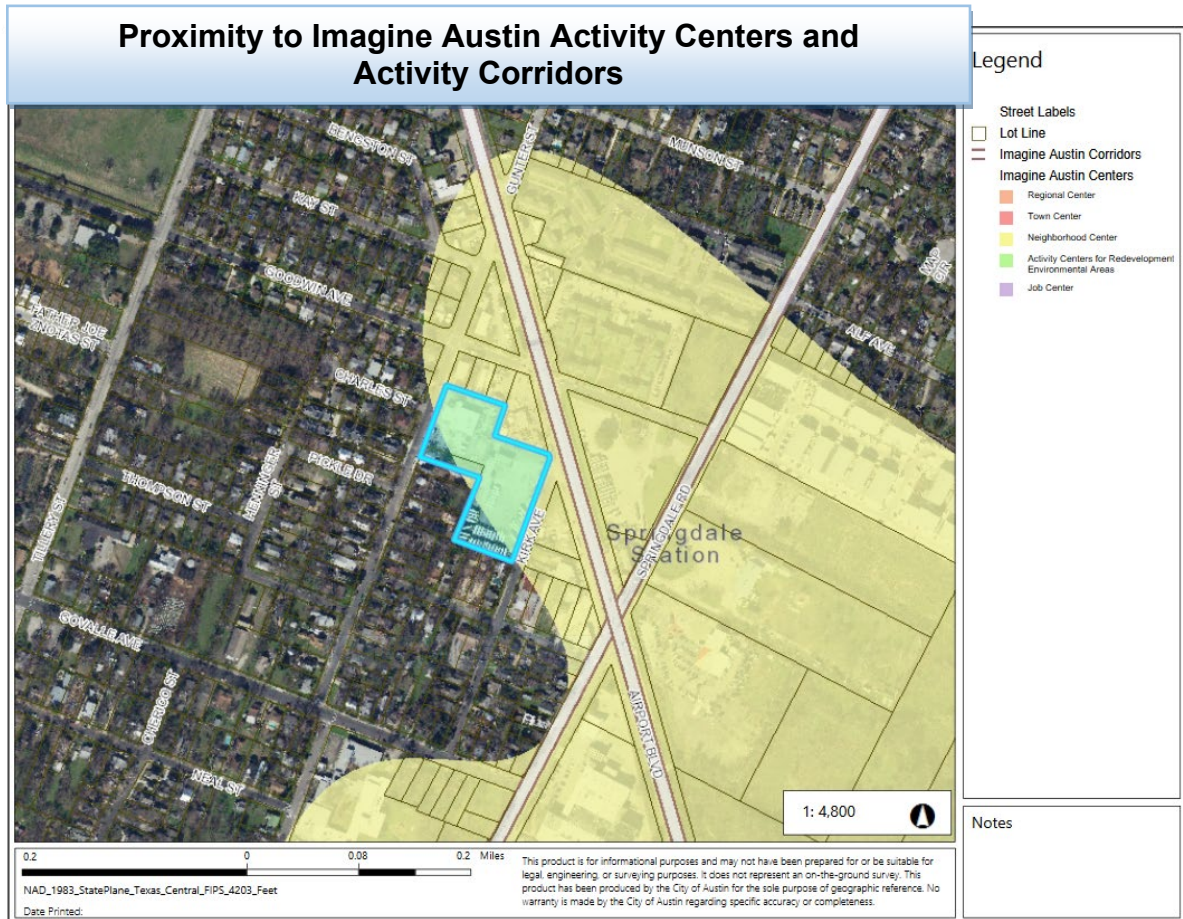 Proximity to Imagine Austin Activity Centers and
Activity Corridors
Legend
Street Labels
Lot Line
Imagine Austin Corridors
Imagine Austin Centers
Regional Center
Town Center
Neighborhood Center
Activity Centers for Redevelopment
Environmental Areas
Job Center
BENGSTON ST
GUNTER ST
MUNSON ST
KAY ST
GOODWIN AVE
FATHER JOE
ZNOTAS ST
CHARLES ST
ALF AVE
PICKLE DR
HENNINGER
ST
THOMPSON ST
TILLERY ST
KIRK AVE
SPRINGDALE RD
Springdale
Station
GOVALLE AVE
CHERICO ST
AIRPORT BLVD
NEAL ST
1: 4,800
Notes
0.2
0
0.08
0.2 Miles
NAD_1983_StatePlane_Texas_Central_FIPS_4203_Feet
Date Printed:
This product is for informational purposes and may not have been prepared for or be suitable for
legal, engineering, or surveying purposes. It does not represent an on-the-ground survey. This
product has been produced by the City of Austin for the sole purpose of geographic reference. No
warranty is made by the City of Austin regarding specific accuracy or completeness.